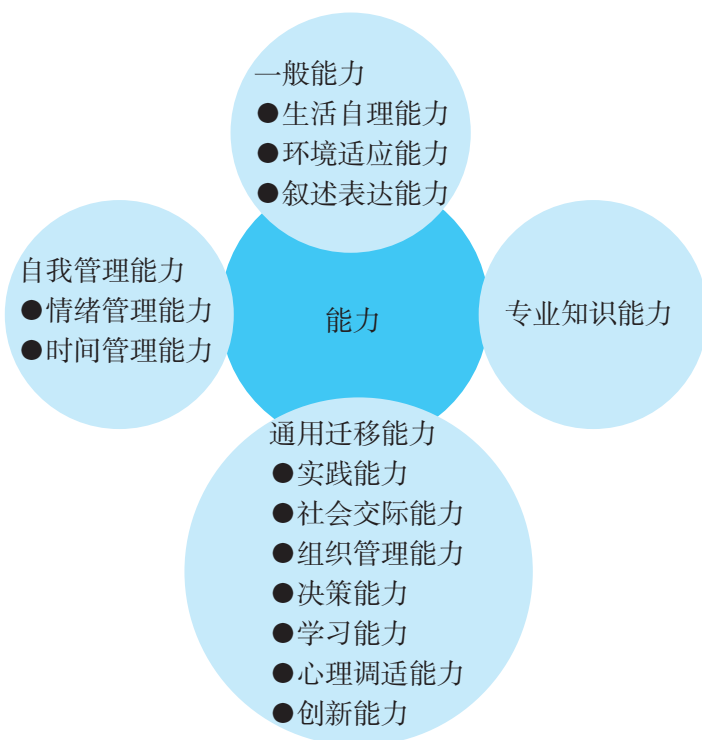 一般能力
●生活自理能力
●环境适应能力
●叙述表达能力
自我管理能力
●情绪管理能力
●时间管理能力
能力
专业知识能力
通用迁移能力
●实践能力
●社会交际能力
●组织管理能力
●决策能力
●学习能力
●心理调适能力
●创新能力